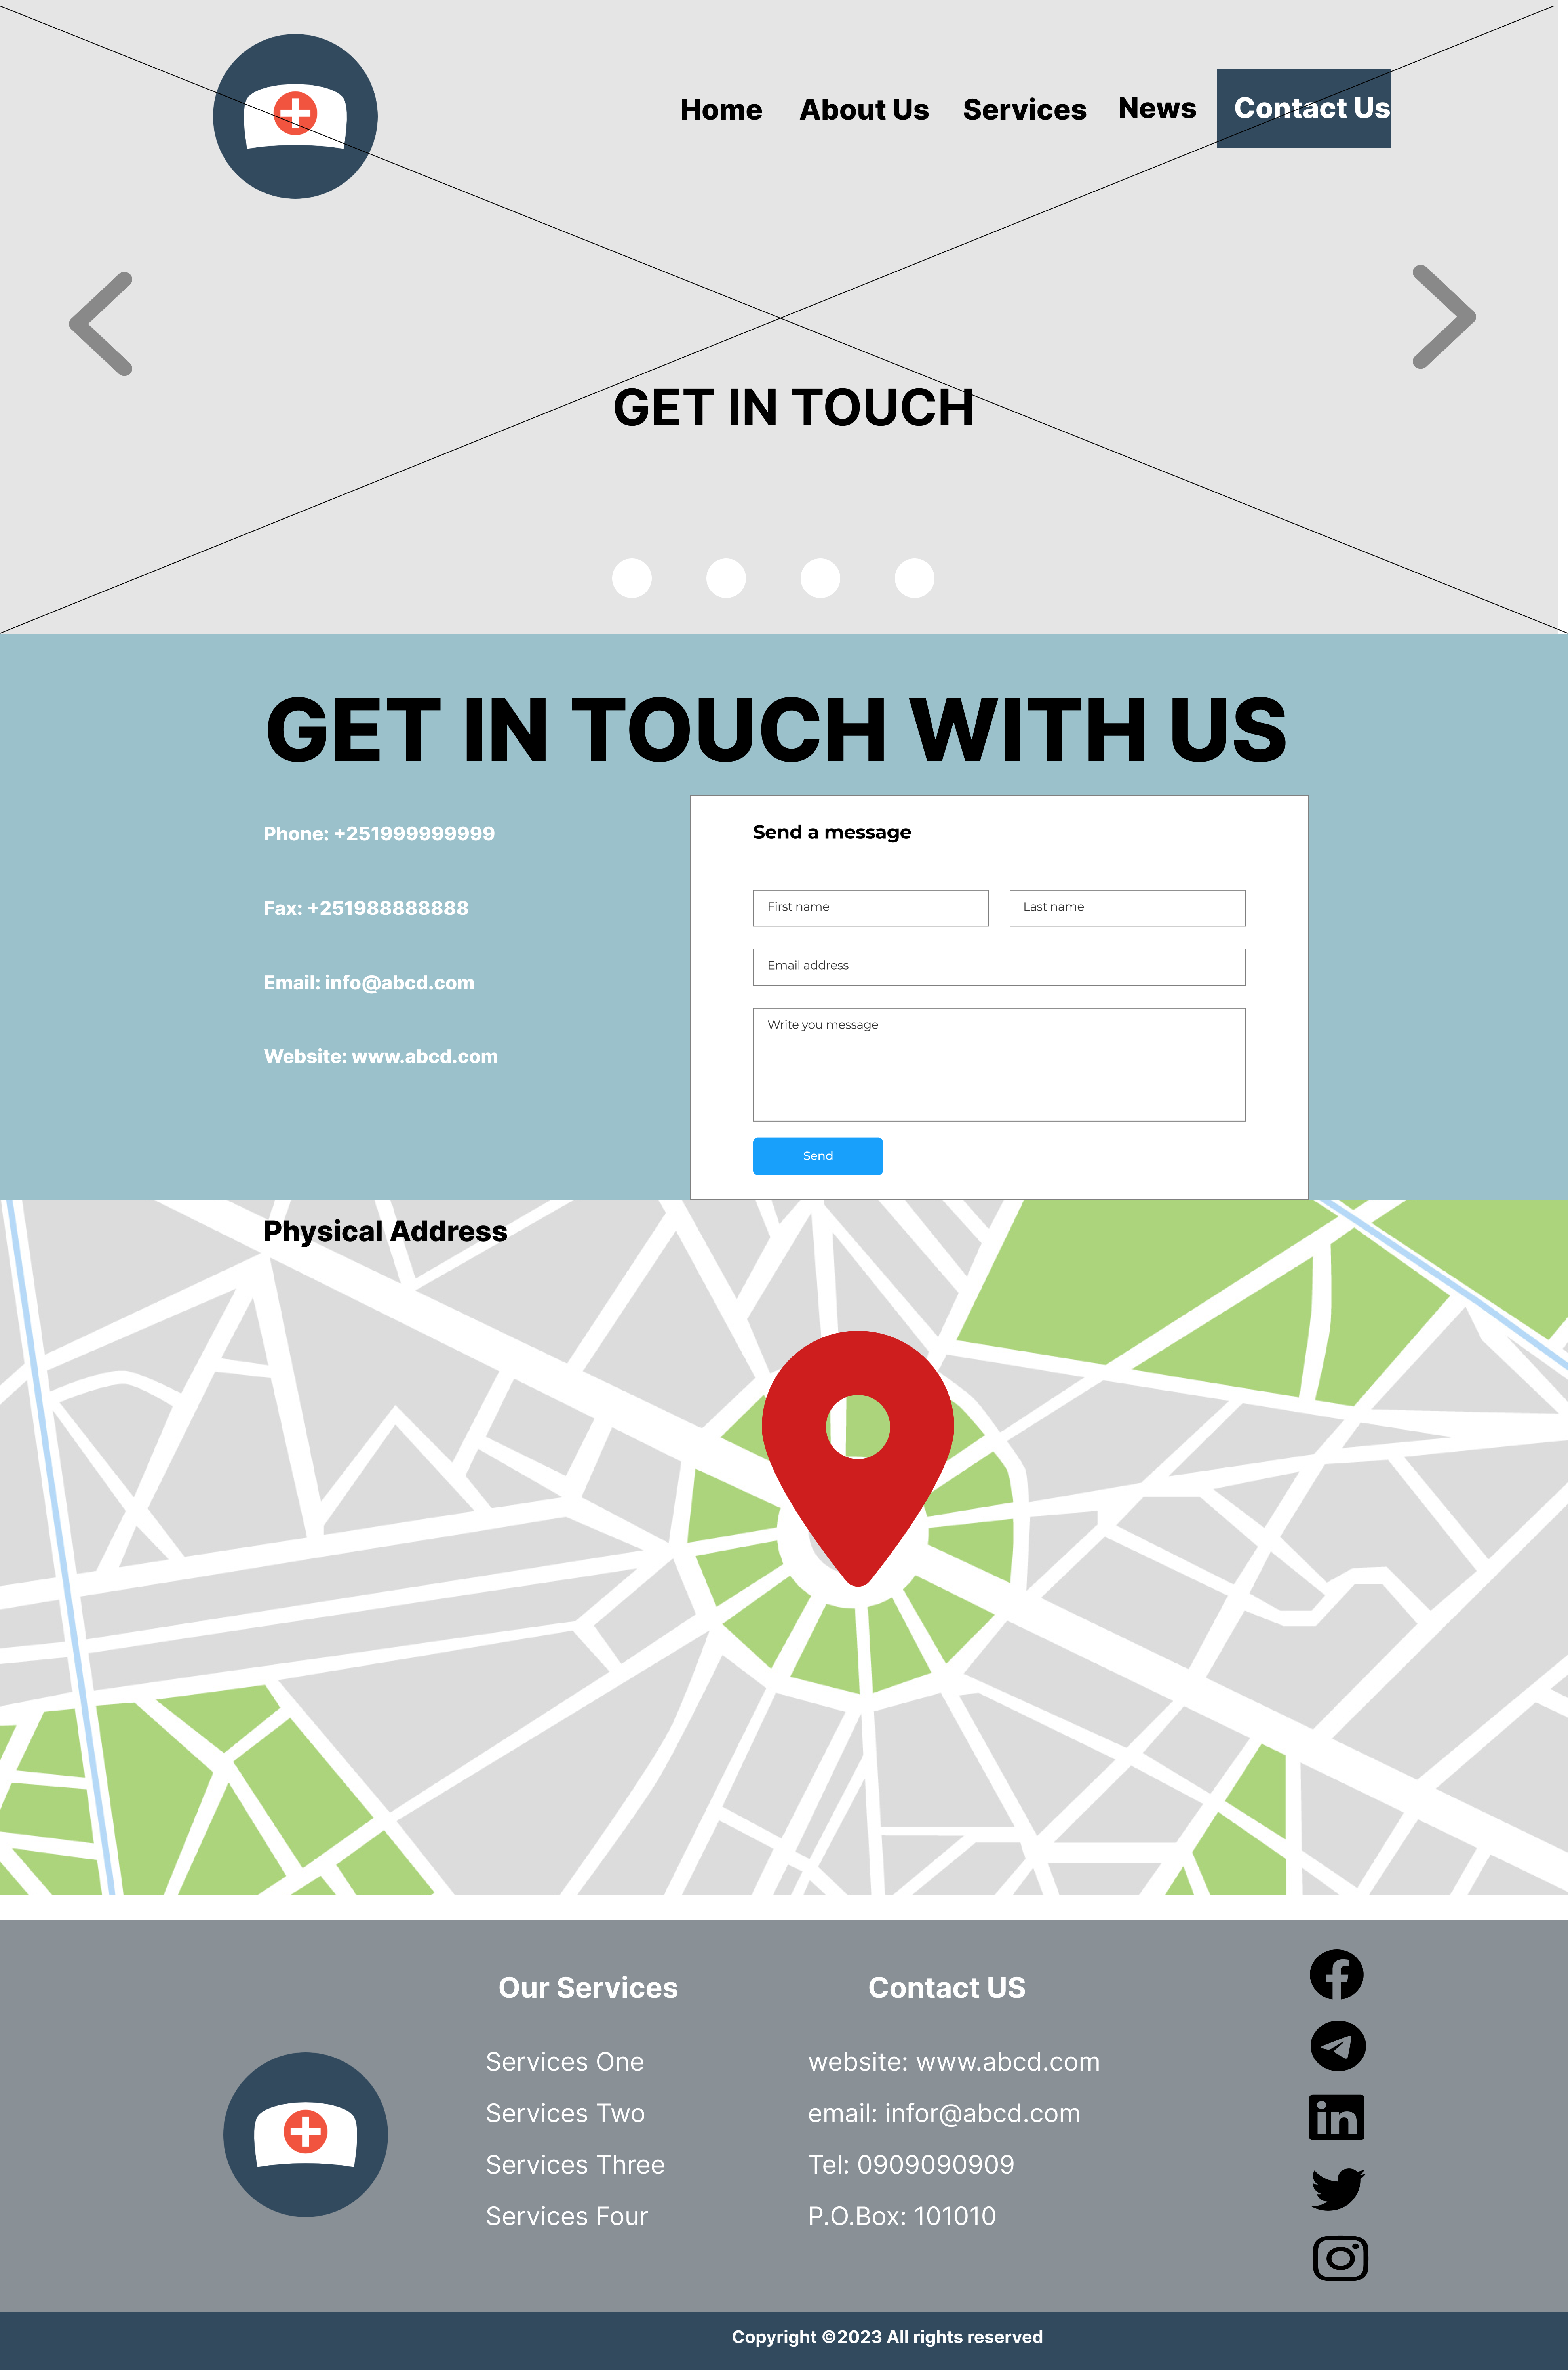 Home About Us Services News Contact Us
GET IN TOUCH
GET IN TOUCH WITH US
Phone: +251999999999
Fax: +251988888888
Email: info@abcd.com
Website: www.abcd.com
Send a message
First name Last name
Email address
Write you message
Send
Physical Address
Our Services
Services One
Services Two
Services Three
Services Four
Contact US
website: www.abcd.com
email: infor@abcd.com
Tel: 0909090909
P.O.Box: 101010
in
Copyright ©2023 All rights reserved